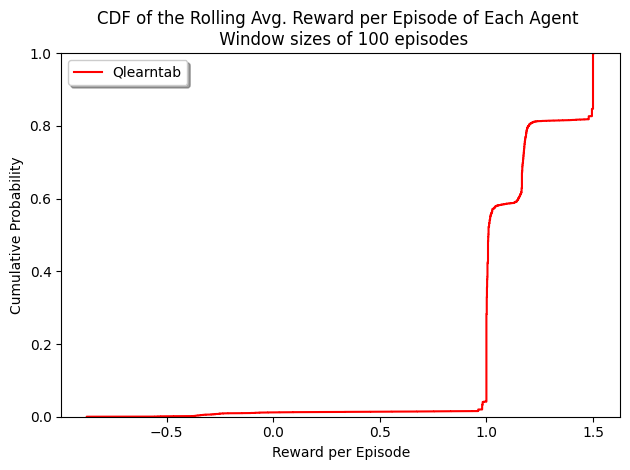 CDF of the Rolling Avg. Reward per Episode of Each Agent
Window sizes of 100 episodes
Qlearntab
Cumulative Probability
1.0
0.8
0.6
0.4
0.2
0.0
−0.5
0.0
0.5
1.0
1.5
Reward per Episode